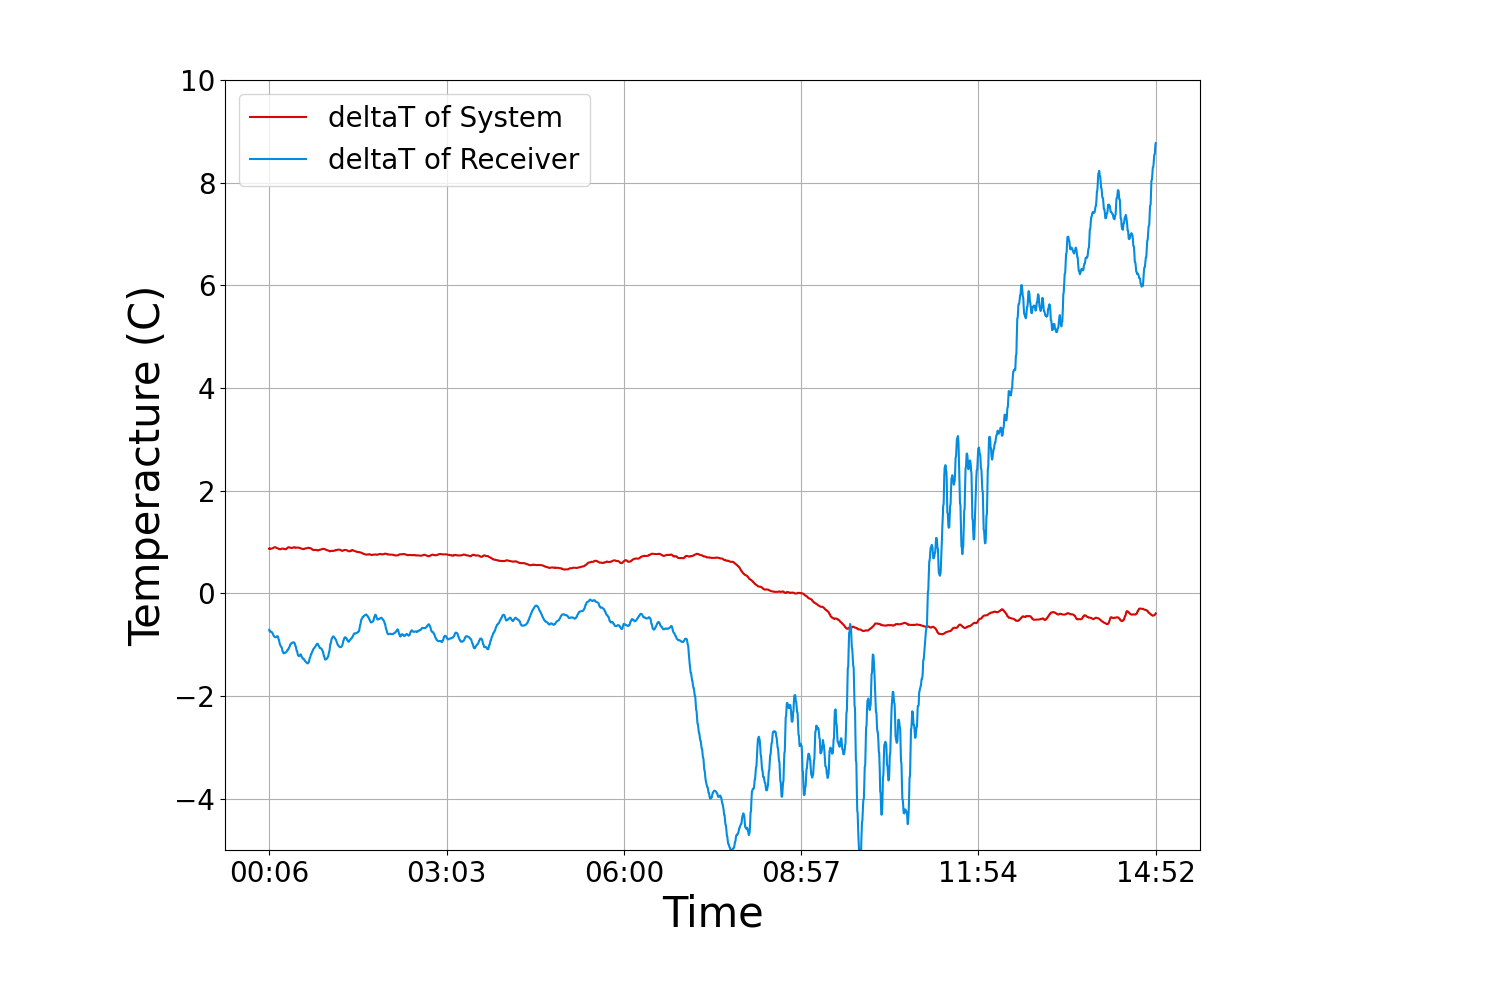 10
8
6
4
2
0
−2
−4
Temperacture (C)
deltaT of System
deltaT of Receiver
00:06 03:03 06:00 08:57 11:54 14:52
Time